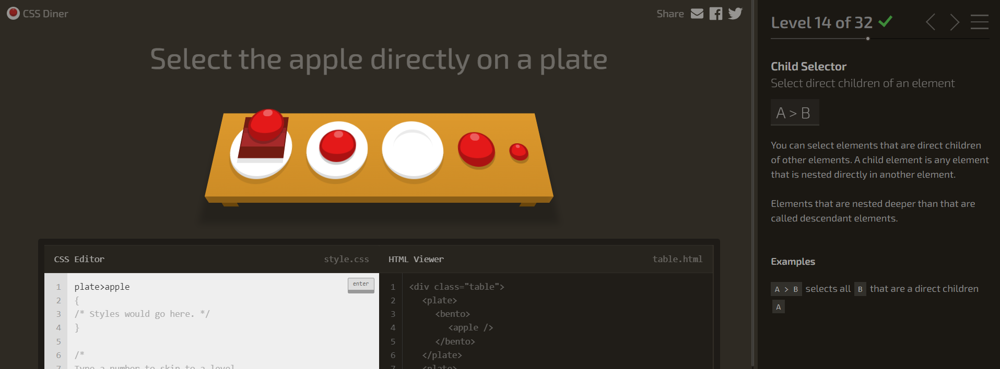 CSS Diner
Share
Select the apple directly on a plate
CSS Editor style.css
1 plate>apple
enter
2 {
3 /* Styles would go here. */
4 }
5
6 /*
7 Type a number to skip to a level
HTML Viewer table.html
1 <div class="table">
2 <plate>
3 <bento>
4 <apple />
5 </bento>
6 </plate>
7 <plate>
Level 14 of 32
Child Selector
Select direct children of an element
A > B
You can select elements that are direct children
of other elements. A child element is any element
that is nested directly in another element.
Elements that are nested deeper than that are
called descendant elements.
Examples
A > B selects all B that are a direct children
A